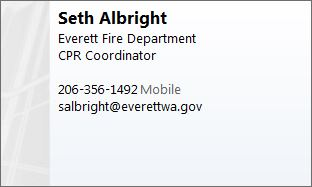 Seth Albright
Everett Fire Department
CPR Coordinator
206-356-1492 Mobile
salbright@everettwa.gov